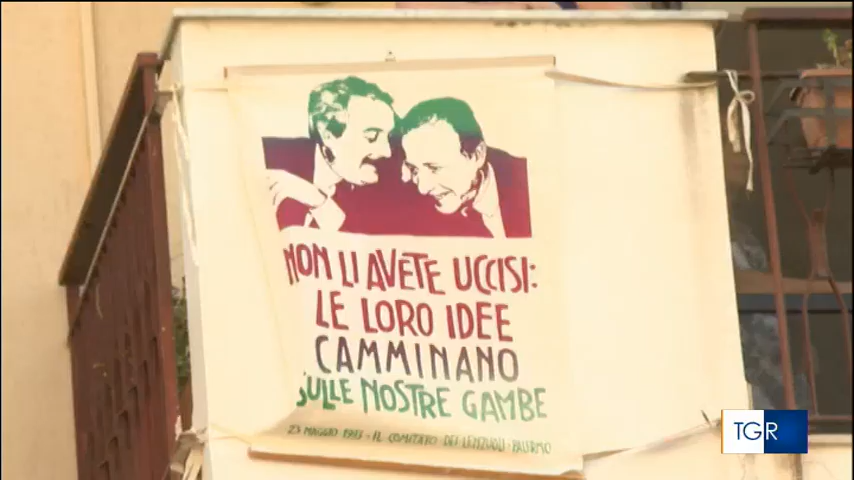 NON LI AVETE UCCISI:
LE LORO IDEE
CAMMINANO
SULLE NOSTRE GAMBE
23 MAGGIO 1993 - IL COMITATO DEI LENZUOLI - PALERMO
TGR